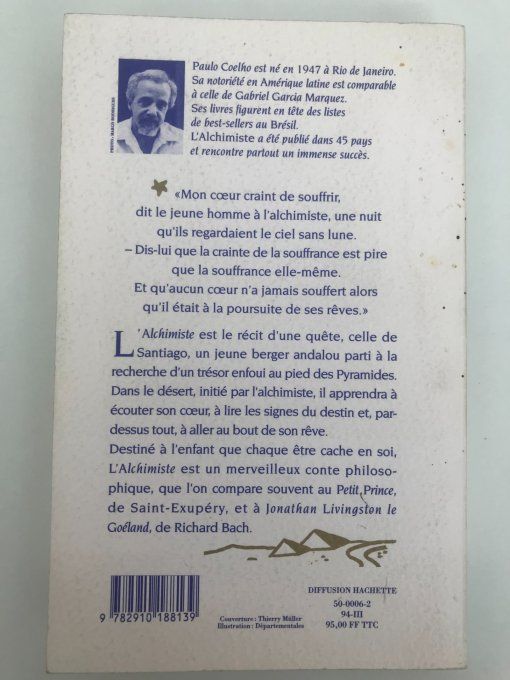 Paulo Coelho est né en 1947 à Rio de Janeiro.
Sa notoriété en Amérique latine est comparable
à celle de Gabriel Garcia Marquez.
Ses livres figurent en tête des listes
de best-sellers au Brésil.
L'Alchimiste a été publié dans 45 pays
et rencontre partout un immense succès.
«Mon cœur craint de souffrir,
dit le jeune homme à l'alchimiste, une nuit
qu'ils regardaient le ciel sans lune.
– Dis-lui que la crainte de la souffrance est pire
que la souffrance elle-même.
Et qu'aucun cœur n'a jamais souffert alors
qu'il était à la poursuite de ses rêves.»
L'Alchimiste est le récit d'une quête, celle de
Santiago, un jeune berger andalou parti à la
recherche d'un trésor enfoui au pied des Pyramides.
Dans le désert, initié par l'alchimiste, il apprendra à
écouter son cœur, à lire les signes du destin et, par-
dessus tout, à aller au bout de son rêve.
Destiné à l'enfant que chaque être cache en soi,
L'Alchimiste est un merveilleux conte philoso-
phique, que l'on compare souvent au Petit Prince,
de Saint-Exupéry, et à Jonathan Livingston le
Goéland, de Richard Bach.
9 782910 188139
Couverture : Thierry Müller
Illustration : Départementales
DIFFUSION HACHETTE
50-0006-2
94-III
95,00 FF TTC